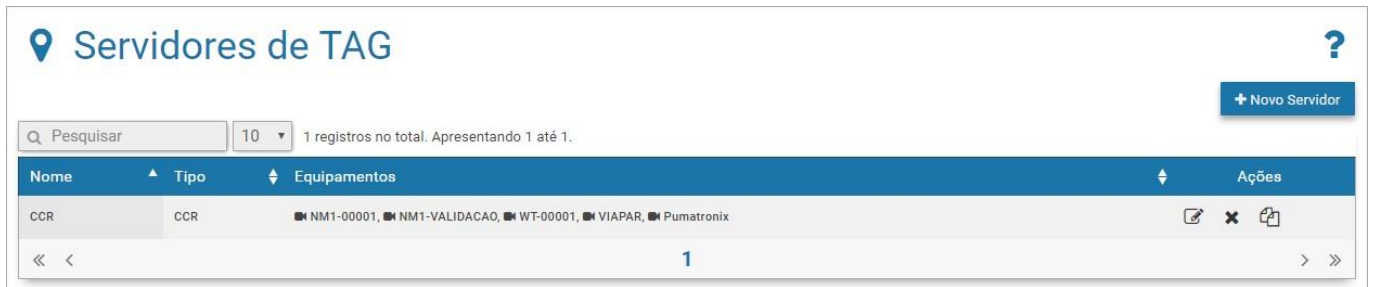 Servidores de TAG
?
+ Novo Servidor
Pesquisar 10 1 registros no total. Apresentando 1 até 1.
Nome Tipo Equipamentos Ações
CCR CCR NM1-00001, NM1-VALIDACAO, WT-00001, VIAPAR, Pumatronix
« < 1 > »